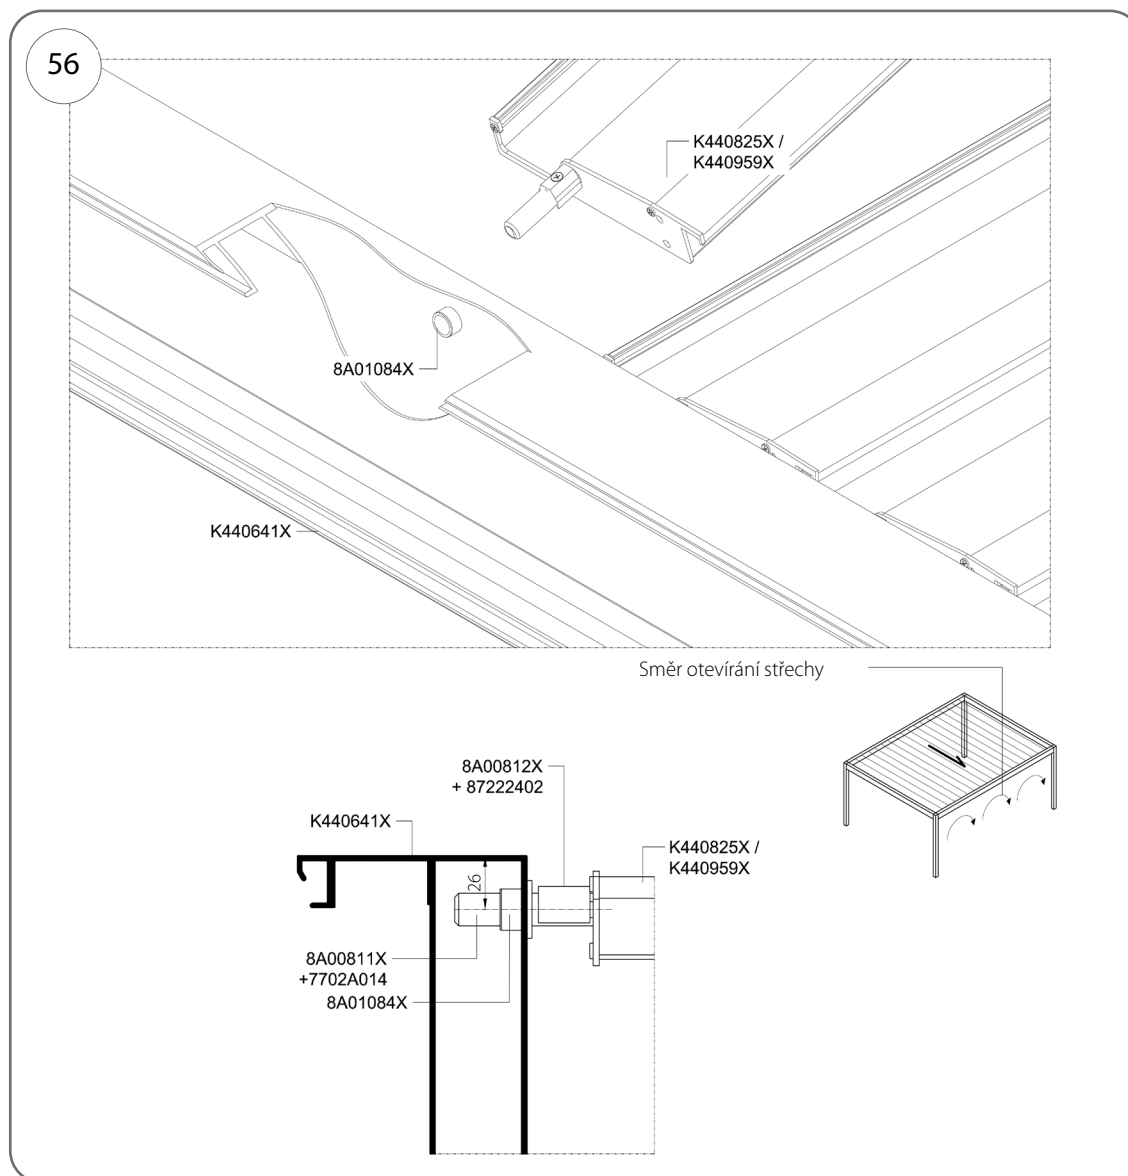 56
K440825X /
K440959X
8A01084X
K440641X
Směr otevírání střechy
8A00812X
+ 87222402
K440641X
K440825X /
K440959X
26
8A00811X
+7702A014
8A01084X